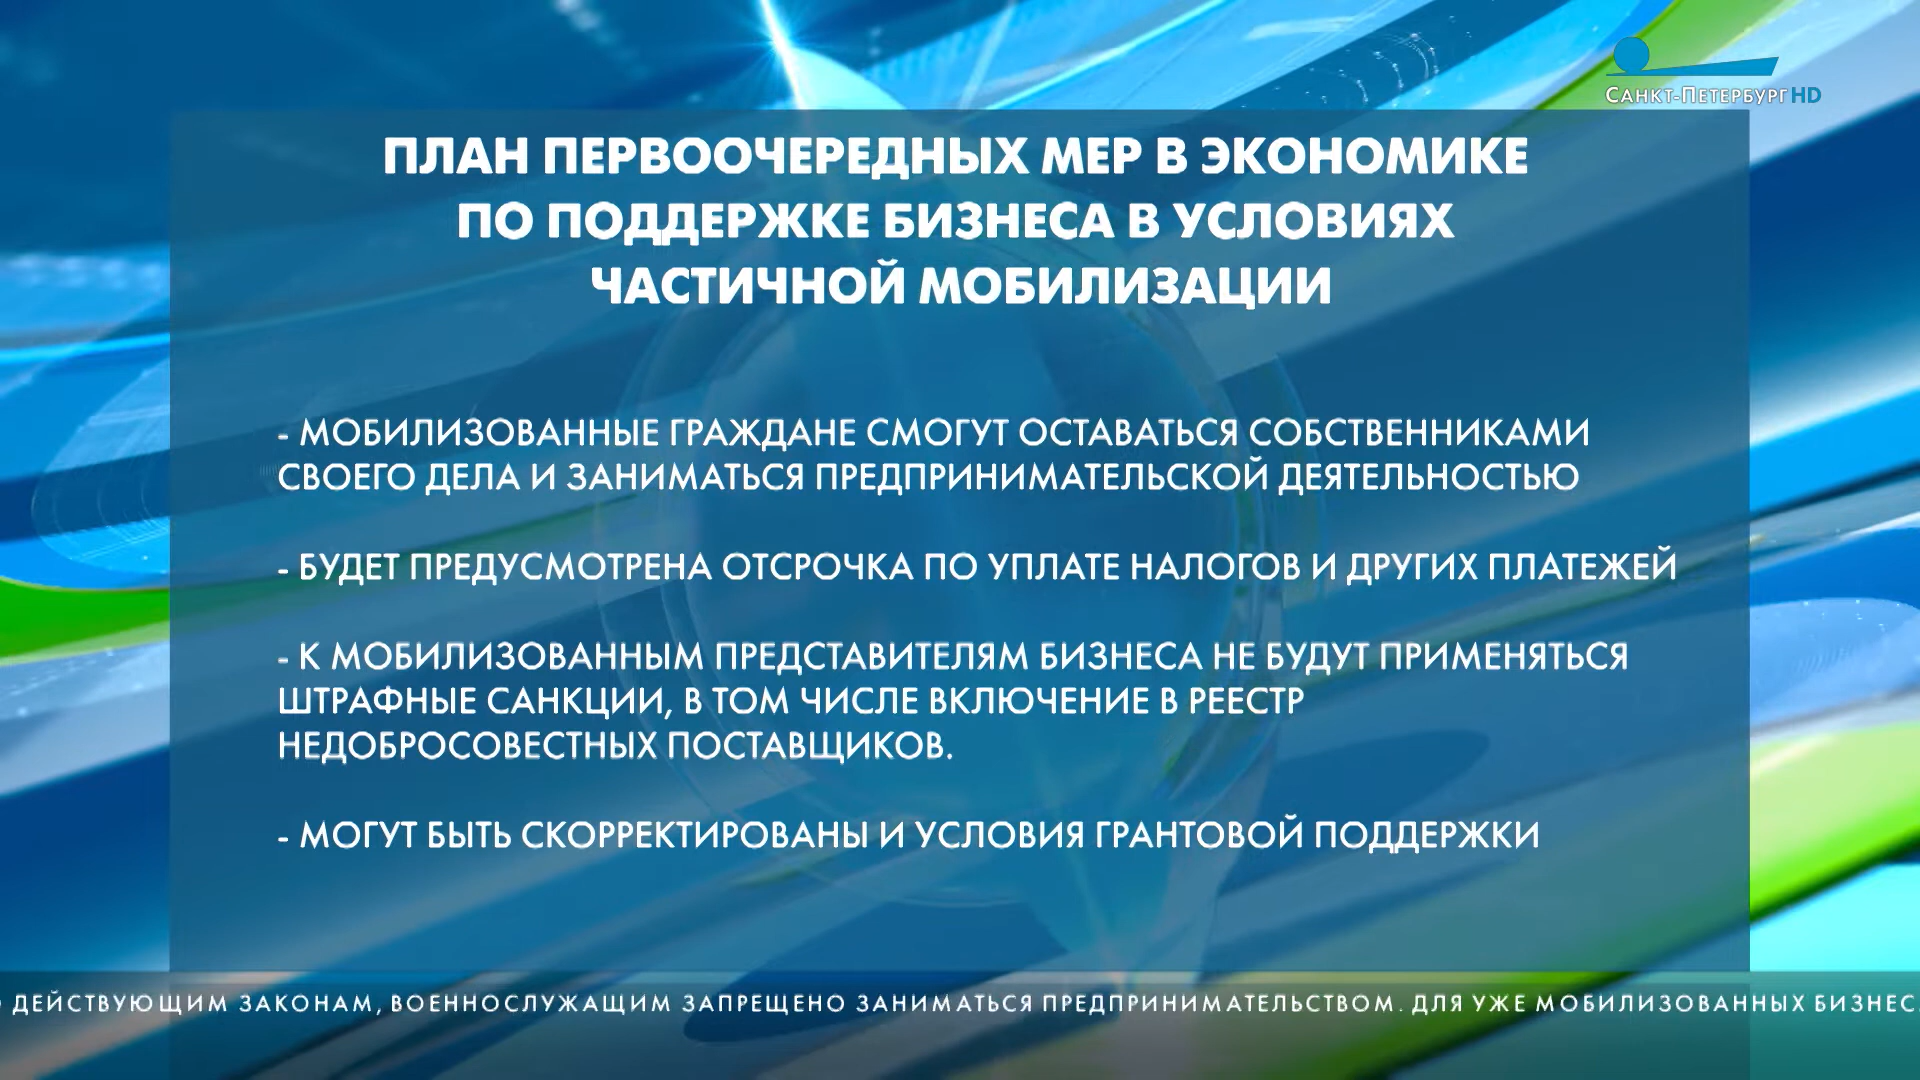 САНКТ-ПЕТЕРБУРГ HD
ПЛАН ПЕРВООЧЕРЕДНЫХ МЕР В ЭКОНОМИКЕ
ПО ПОДДЕРЖКЕ БИЗНЕСА В УСЛОВИЯХ
ЧАСТИЧНОЙ МОБИЛИЗАЦИИ
- МОБИЛИЗОВАННЫЕ ГРАЖДАНЕ СМОГУТ ОСТАВАТЬСЯ СОБСТВЕННИКАМИ
СВОЕГО ДЕЛА И ЗАНИМАТЬСЯ ПРЕДПРИНИМАТЕЛЬСКОЙ ДЕЯТЕЛЬНОСТЬЮ
- БУДЕТ ПРЕДУСМОТРЕНА ОТСРОЧКА ПО УПЛАТЕ НАЛОГОВ И ДРУГИХ ПЛАТЕЖЕЙ
- К МОБИЛИЗОВАННЫМ ПРЕДСТАВИТЕЛЯМ БИЗНЕСА НЕ БУДУТ ПРИМЕНЯТЬСЯ
ШТРАФНЫЕ САНКЦИИ, В ТОМ ЧИСЛЕ ВКЛЮЧЕНИЕ В РЕЕСТР
НЕДОБРОСОВЕСТНЫХ ПОСТАВЩИКОВ.
- МОГУТ БЫТЬ СКОРРЕКТИРОВАНЫ И УСЛОВИЯ ГРАНТОВОЙ ПОДДЕРЖКИ
ДЕЙСТВУЮЩИМ ЗАКОНАМ, ВОЕННОСЛУЖАЩИМ ЗАПРЕЩЕНО ЗАНИМАТЬСЯ ПРЕДПРИНИМАТЕЛЬСТВОМ. ДЛЯ УЖЕ МОБИЛИЗОВАННЫХ БИЗНЕС